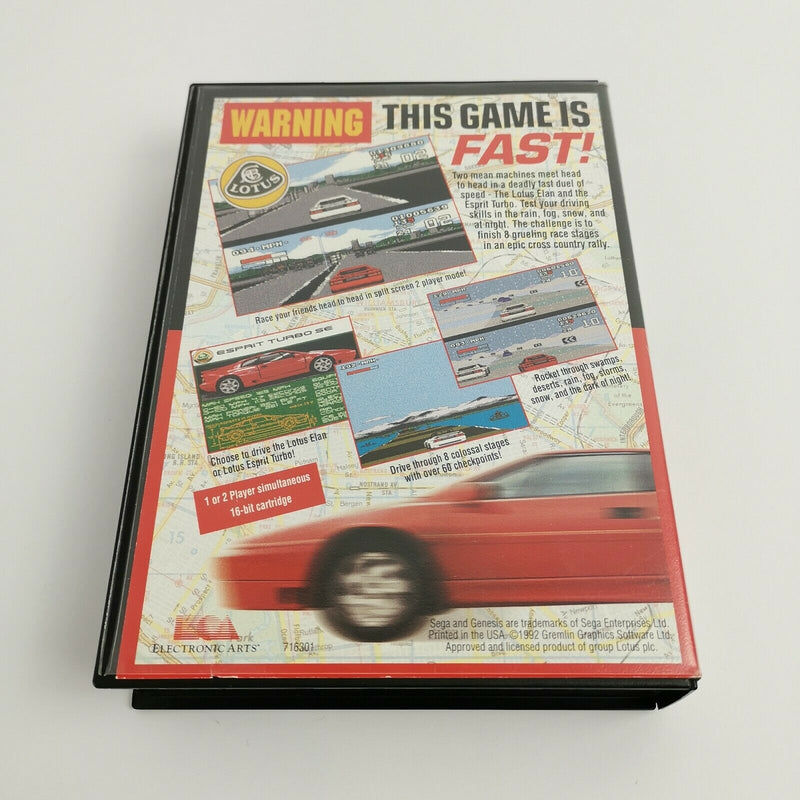 WARNING THIS GAME IS
FAST!
LOTUS
Two mean machines meet head
to head in a deadly fast duel of
speed - The Lotus Elan and the
Esprit Turbo. Test your driving
skills in the rain, fog, snow, and
at night. The challenge is to
finish 8 grueling race stages
in an epic cross country rally.
Race your friends head to head in split screen 2 player mode!
ESPRIT TURBO SE
Rocket through swamps,
deserts, rain, fog, storms,
snow, and the dark of night!
Choose to drive the Lotus Elan
or Lotus Esprit Turbo!
Drive through 8 colossal stages
with over 60 checkpoints!
1 or 2 Player simultaneous
16-bit cartridge
NOSTRAND AV
STA
15
Sega and Genesis are trademarks of Sega Enterprises Ltd.
Printed in the USA. ©1992 Gremlin Graphics Software Ltd.
Approved and licensed product of group Lotus plc.
ELECTRONIC ARTS®
716301